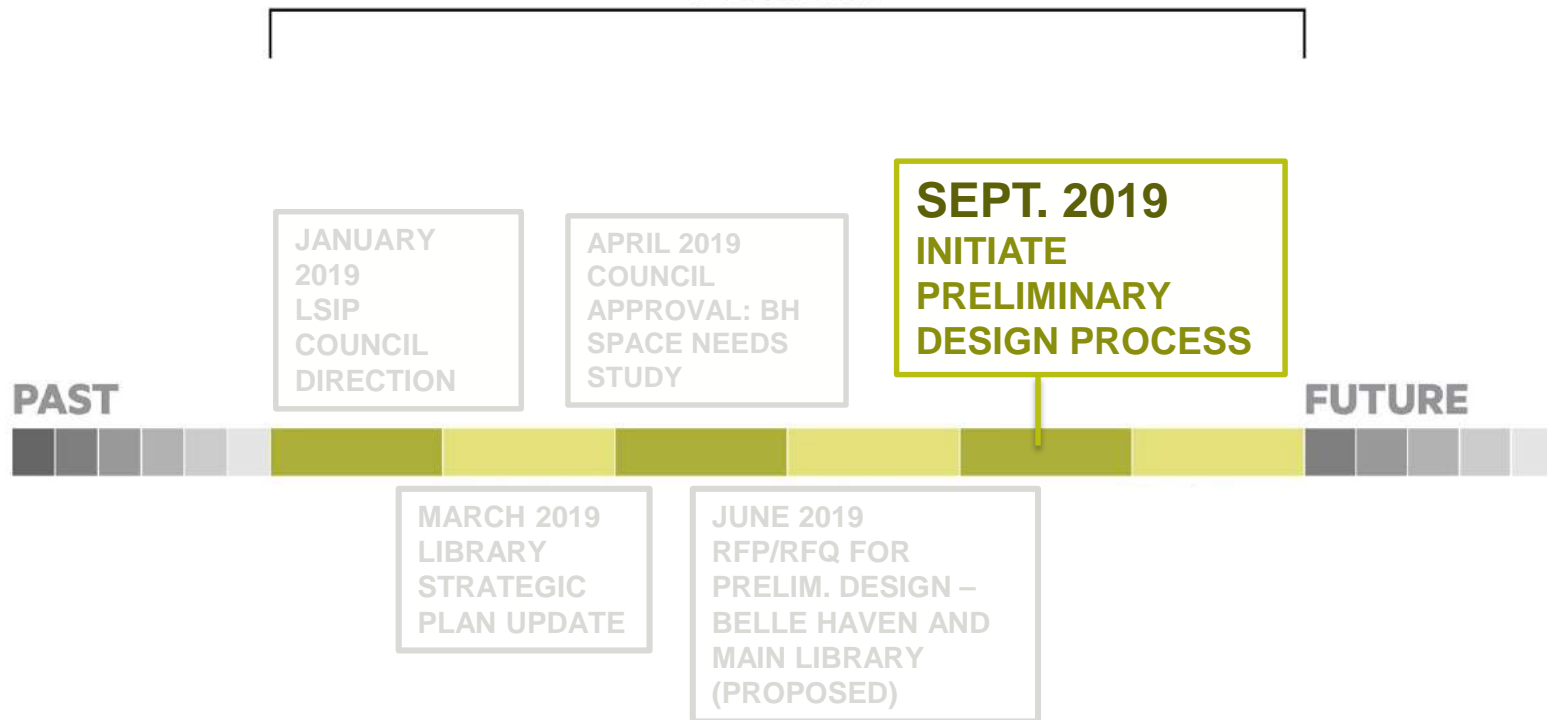 JANUARY
2019
LSIP
COUNCIL
DIRECTION
APRIL 2019
COUNCIL
APPROVAL: BH
SPACE NEEDS
STUDY
SEPT. 2019
INITIATE
PRELIMINARY
DESIGN PROCESS
PAST
FUTURE
MARCH 2019
LIBRARY
STRATEGIC
PLAN UPDATE
JUNE 2019
RFP/RFQ FOR
PRELIM. DESIGN –
BELLE HAVEN AND
MAIN LIBRARY
(PROPOSED)